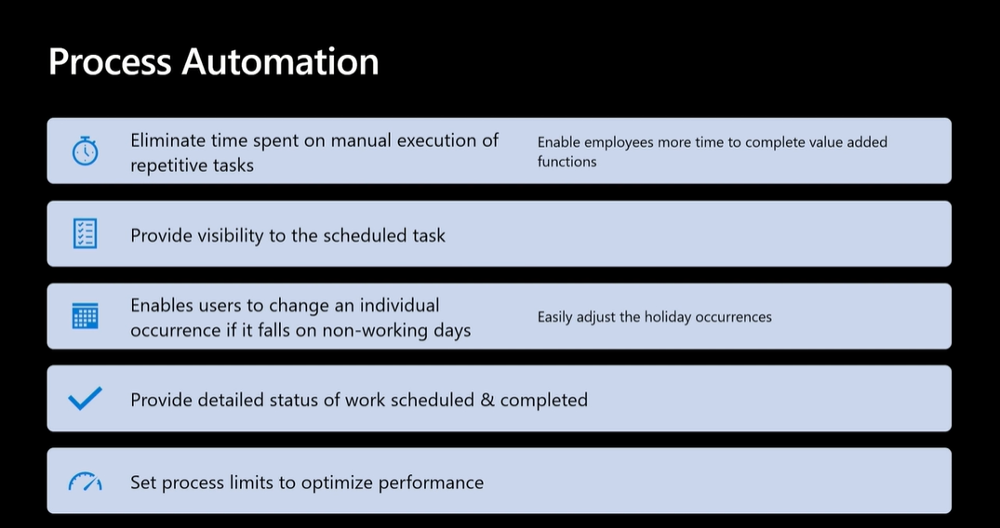 Process Automation
Eliminate time spent on manual execution of
repetitive tasks
Enable employees more time to complete value added
functions
Provide visibility to the scheduled task
Enables users to change an individual
occurrence if it falls on non-working days
Easily adjust the holiday occurrences
Provide detailed status of work scheduled & completed
Set process limits to optimize performance